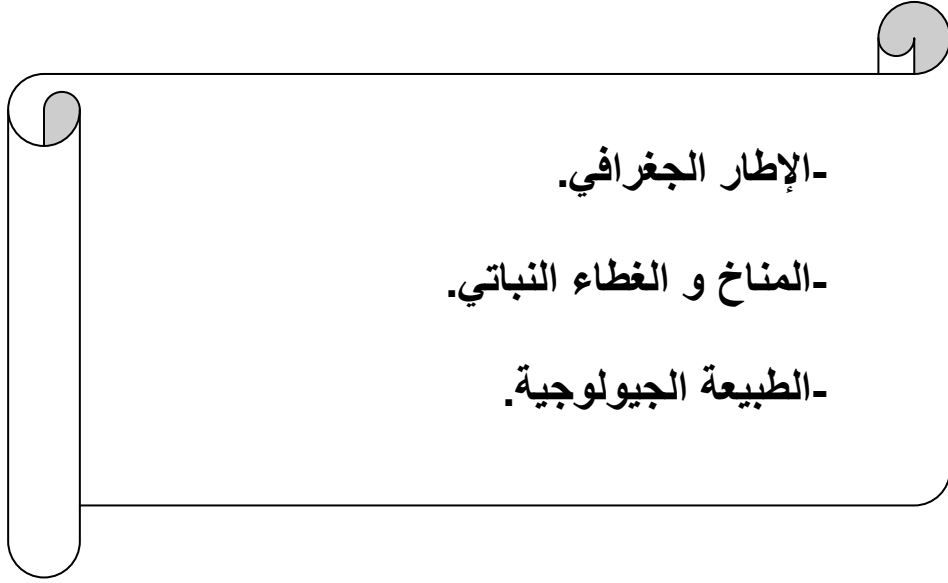 -الإطار الجغرافي.
-المناخ و الغطاء النباتي.
-الطبيعة الجيولوجية.